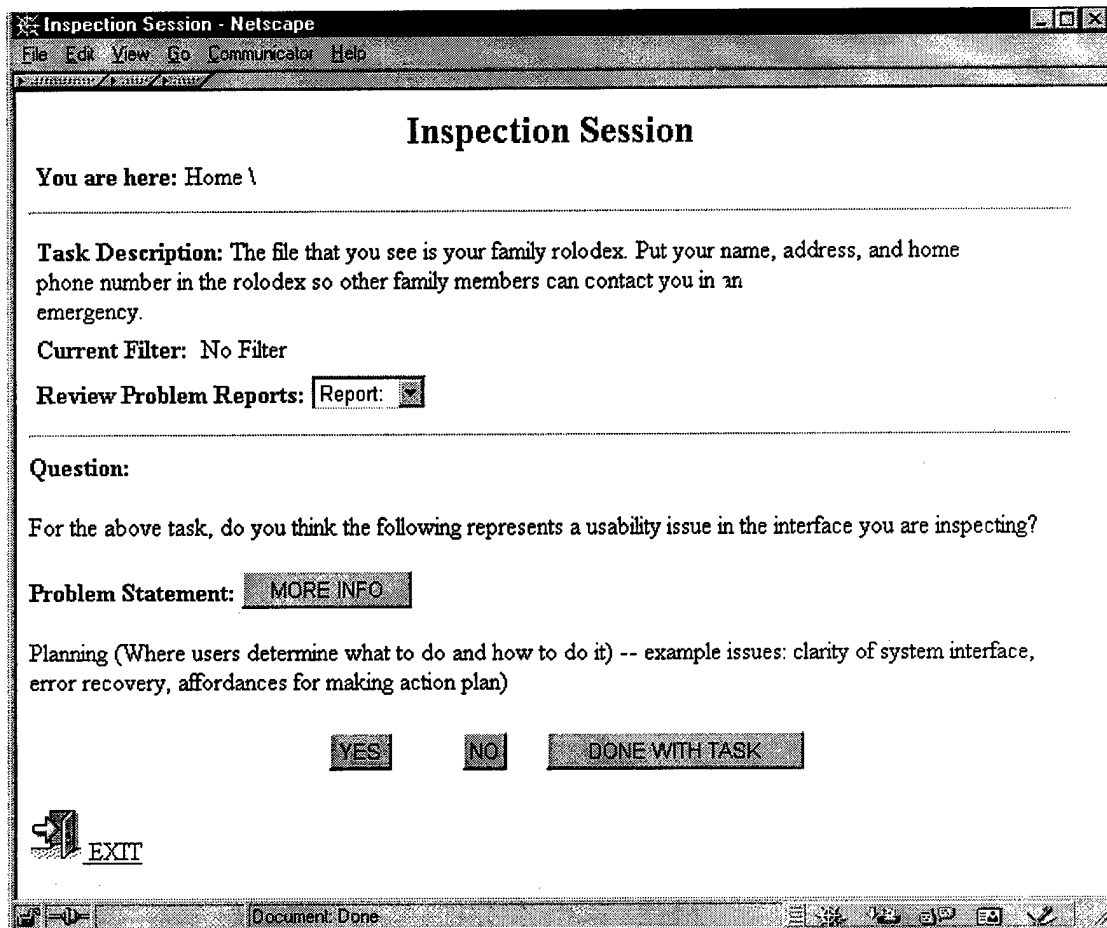 Inspection Session - Netscape
File Edit View Go Communicator Help
Inspection Session
You are here: Home \
Task Description: The file that you see is your family rolodex. Put your name, address, and home
phone number in the rolodex so other family members can contact you in an
emergency.
Current Filter: No Filter
Review Problem Reports: Report:
Question:
For the above task, do you think the following represents a usability issue in the interface you are inspecting?
Problem Statement: MORE INFO
Planning (Where users determine what to do and how to do it) -- example issues: clarity of system interface,
error recovery, affordances for making action plan)
YES NO DONE WITH TASK
EXIT
Document: Done